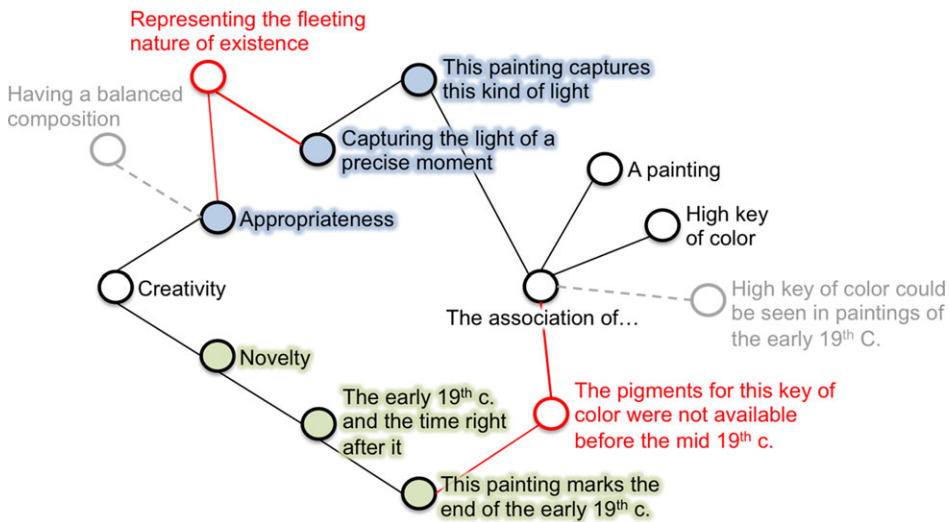 Representing the fleeting
nature of existence
This painting captures
this kind of light
Having a balanced
composition
Capturing the light of a
precise moment
A painting
Appropriateness
High key
of color
Creativity
High key of color could
be seen in paintings of
the early 19th C.
The association of…
Novelty
The early 19th c.
and the time right
after it
The pigments for this key of
color were not available
before the mid 19th c.
This painting marks the
end of the early 19th c.